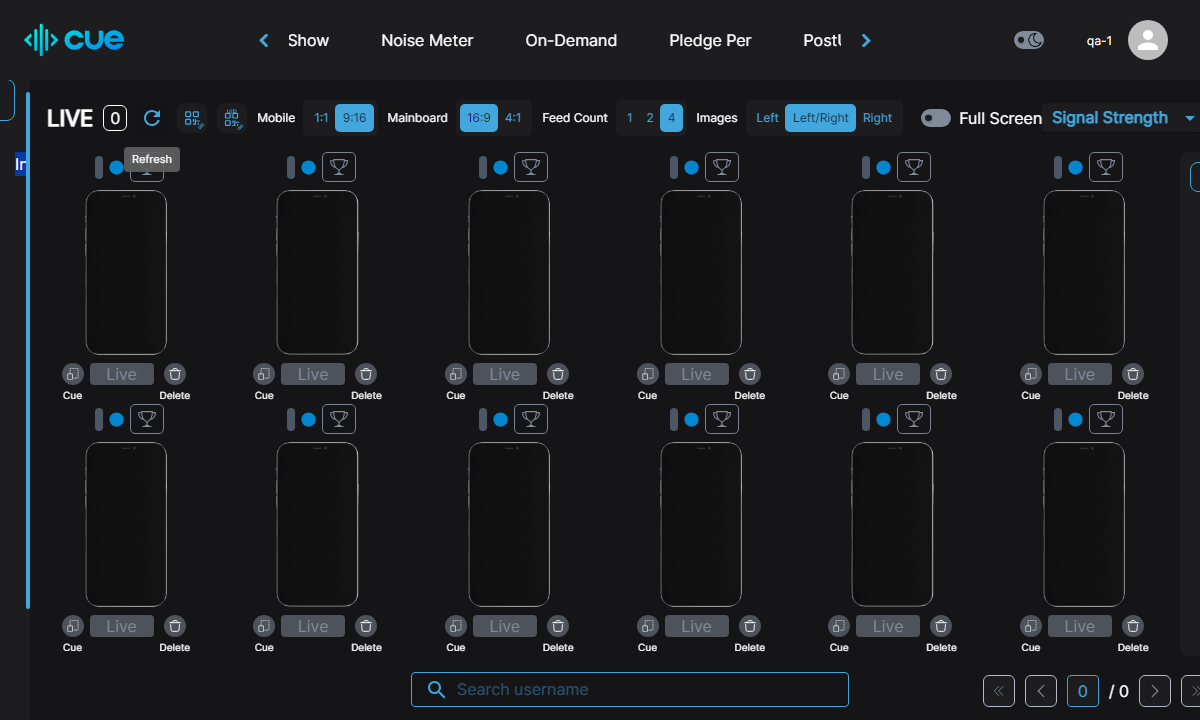 cue
Show Noise Meter On-Demand Pledge Per
qa-1
LIVE 0 Mobile 1:1 9:16 Mainboard 16:9 4:1 Feed Count 1 2 4 Images Left Left/Right Right Full Screen Signal Strength
Refresh
Live Live Live Live Live Live
Cue Delete Cue Delete Cue Delete Cue Delete Cue Delete Cue Delete
Live Live Live Live Live Live
Cue Delete Cue Delete Cue Delete Cue Delete Cue Delete Cue Delete
Search username
0 / 0